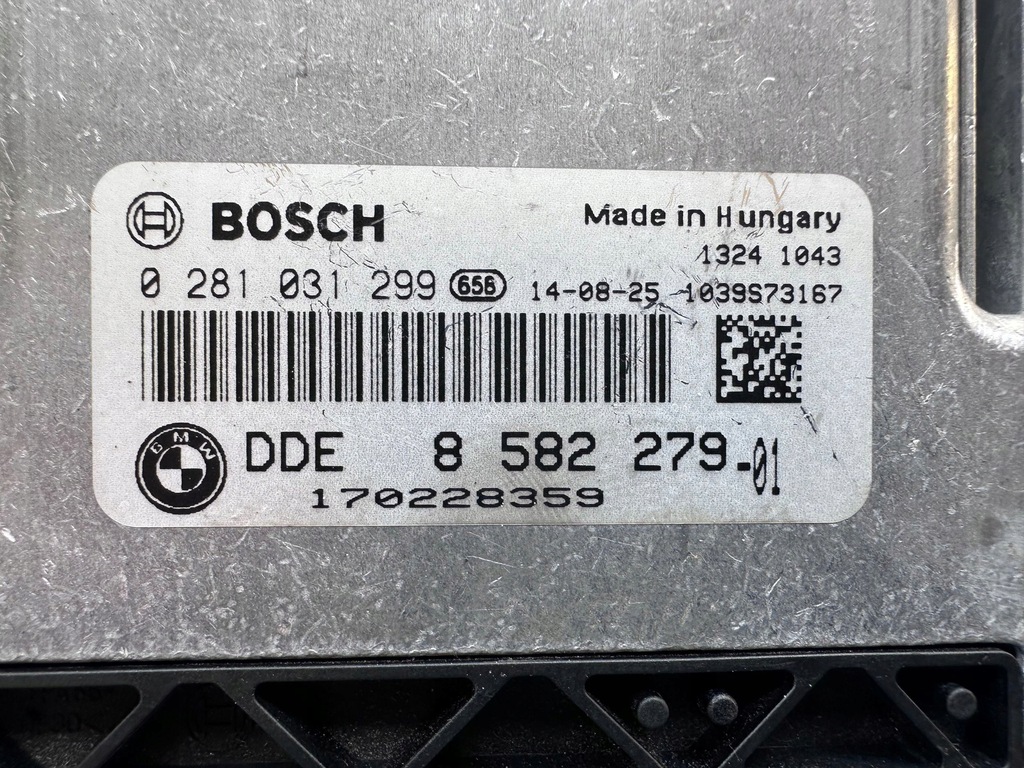 BOSCH
Made in Hungary
1324 1043
0 281 031 299 656 14-08-25 1039S73167
BMW DDE 8 582 279-01
170228359